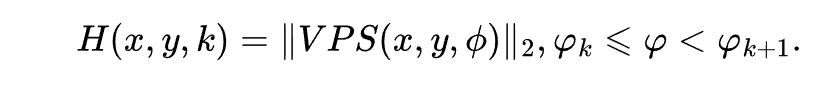 H(x, y, k) = ‖VPS(x, y, ϕ)‖₂, φₖ ⩽ φ < φₖ₊₁.